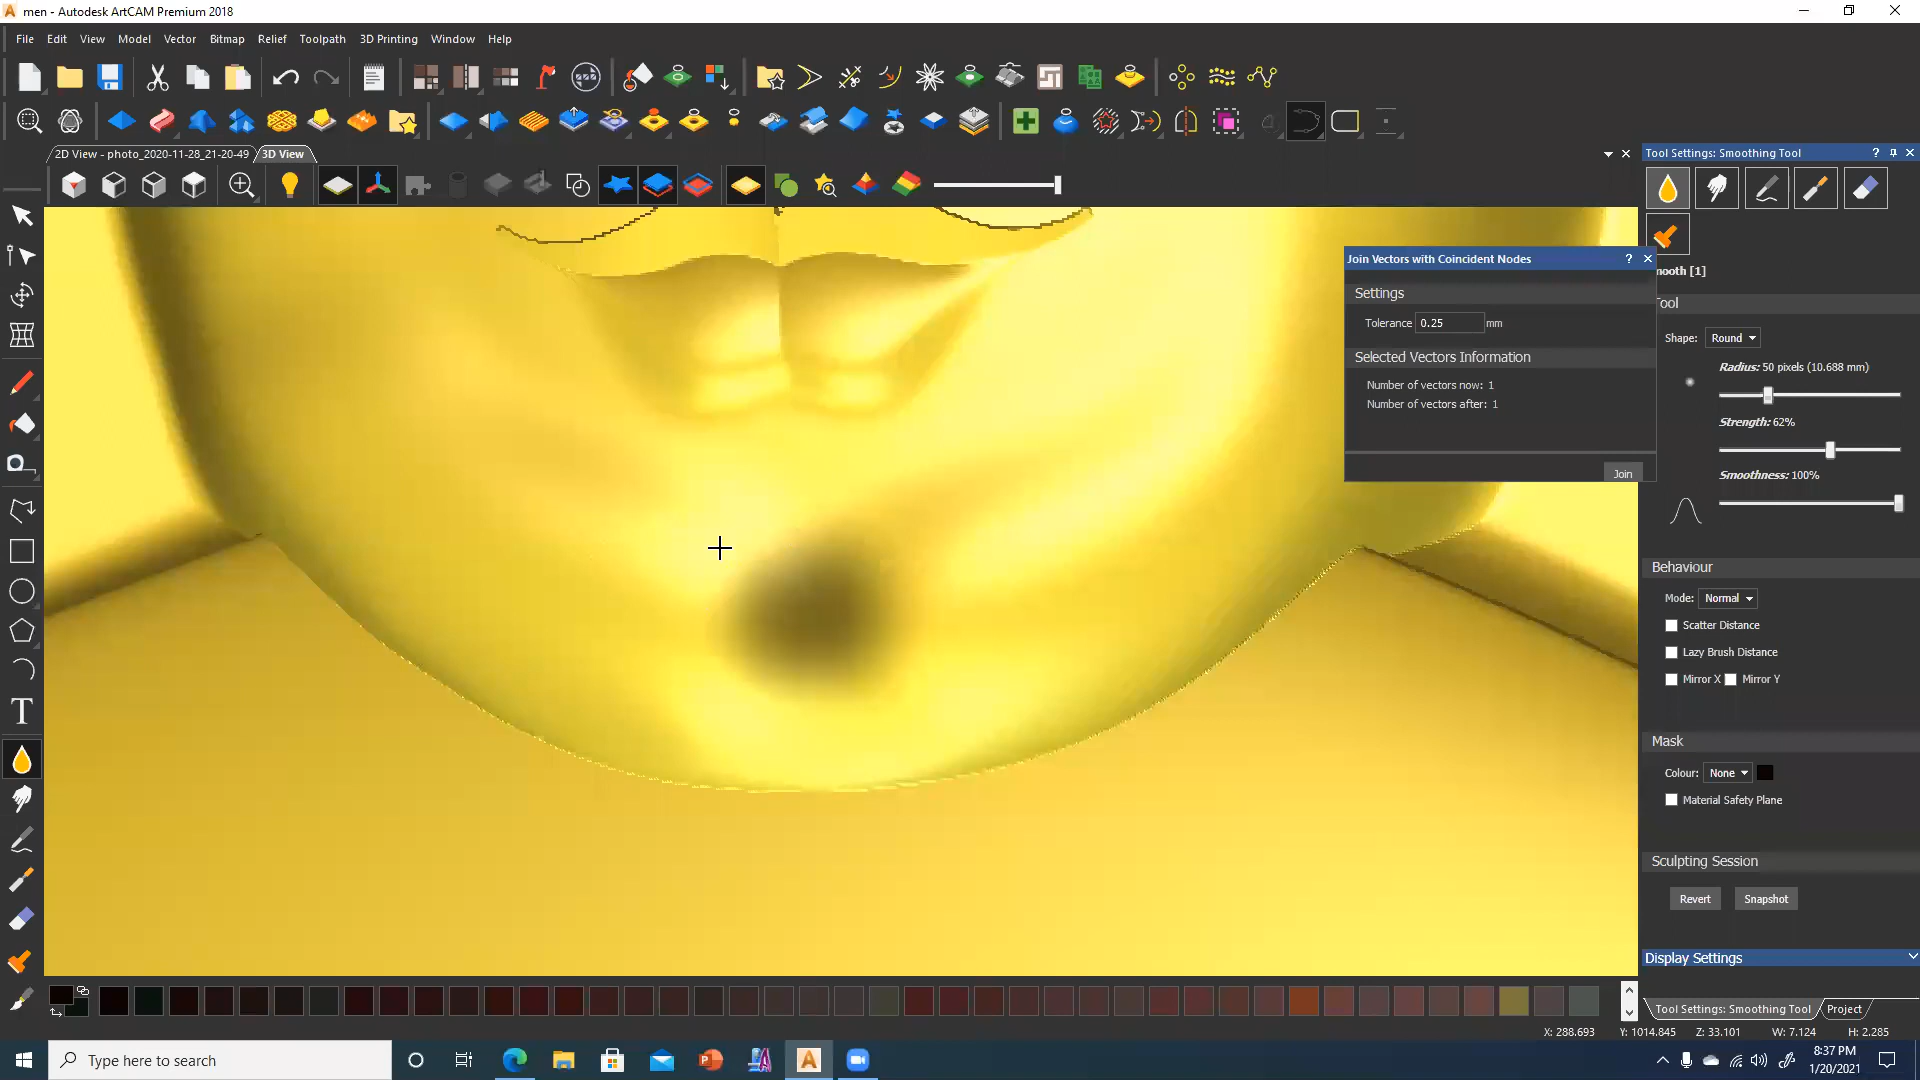 men - Autodesk ArtCAM Premium 2018
File Edit View Model Vector Bitmap Relief Toolpath 3D Printing Window Help
2D View - photo_2020-11-28_21-20-49 3D View
Tool Settings: Smoothing Tool ?
Join Vectors with Coincident Nodes ?
mooth [1]
Settings
Tool
Tolerance 0.25 mm
Shape: Round
Selected Vectors Information
Radius: 50 pixels (10.688 mm)
Number of vectors now: 1
Number of vectors after: 1
Strength: 62%
Join
Smoothness: 100%
Behaviour
Mode: Normal
Scatter Distance
Lazy Brush Distance
Mirror X Mirror Y
Mask
Colour: None
Material Safety Plane
Sculpting Session
Revert Snapshot
Display Settings
Tool Settings: Smoothing Tool Project
X: 288.693 Y: 1014.845 Z: 33.101 W: 7.124 H: 2.285
Type here to search
8:37 PM
1/20/2021